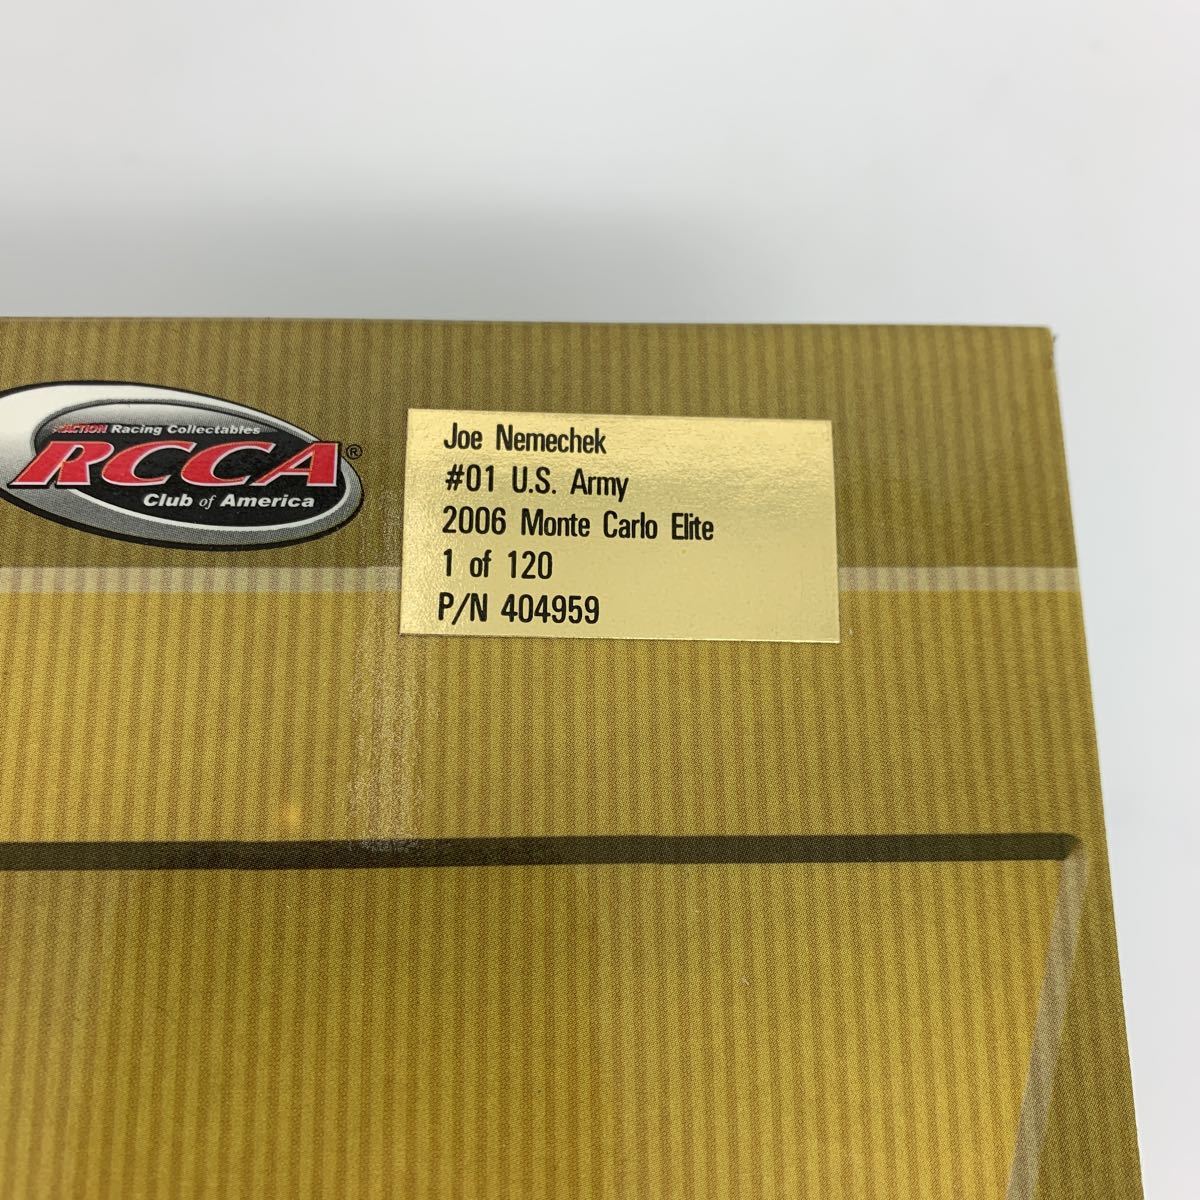 ACTION Racing Collectables
RCCA®
Club of America
Joe Nemechek
#01 U.S. Army
2006 Monte Carlo Elite
1 of 120
P/N 404959